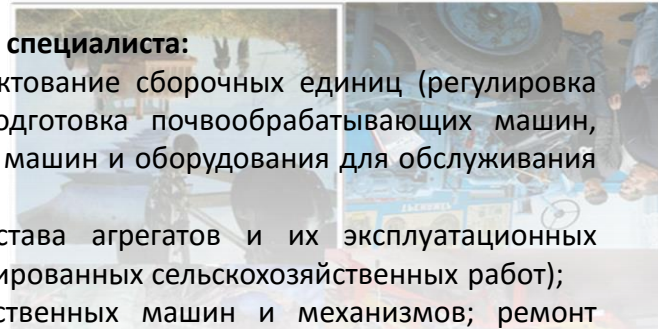 специалиста:
ктование сборочных единиц (регулировка
одготовка почвообрабатывающих машин,
машин и оборудования для обслуживания
става агрегатов и их эксплуатационных
ированных сельскохозяйственных работ);
ственных машин и механизмов; ремонт